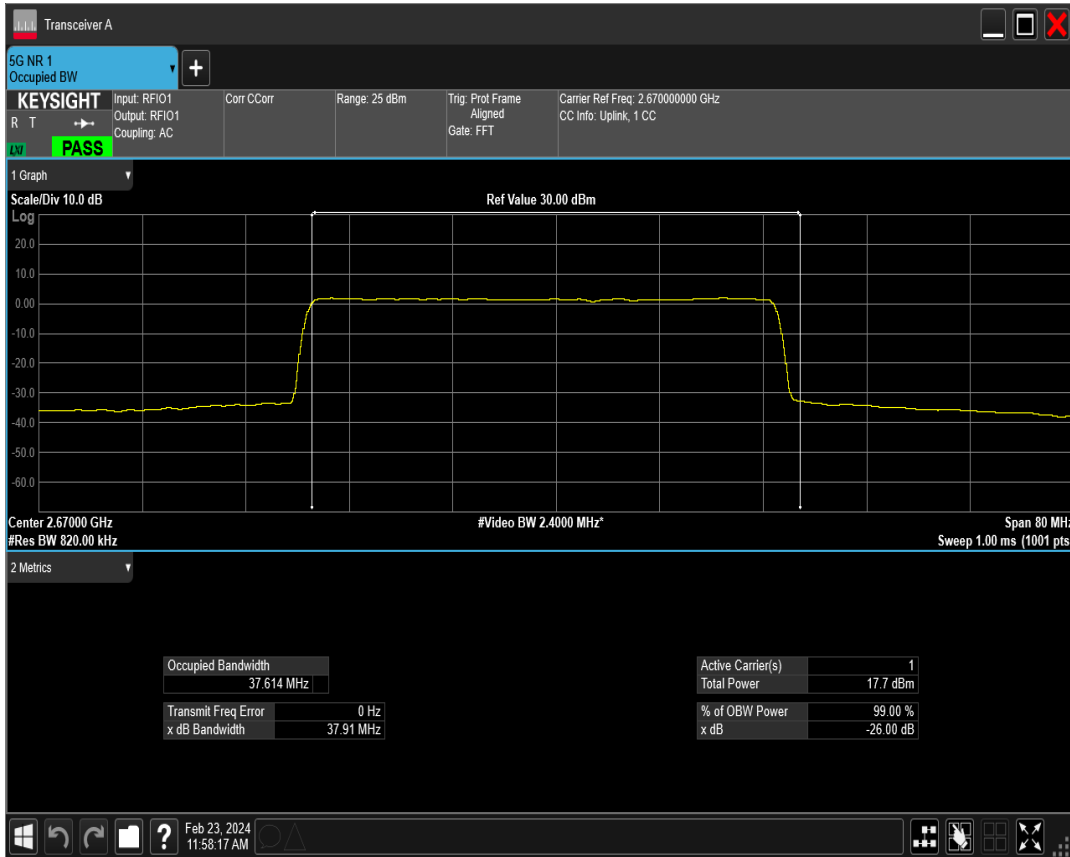 Transceiver A
5G NR 1
Occupied BW
KEYSIGHT
R T
LXI
PASS
Input: RFIO1
Output: RFIO1
Coupling: AC
Corr CCorr
Range: 25 dBm
Trig: Prot Frame
Aligned
Gate: FFT
Carrier Ref Freq: 2.670000000 GHz
CC Info: Uplink, 1 CC
1 Graph
Scale/Div 10.0 dB
Ref Value 30.00 dBm
Log
20.0
10.0
0.00
-10.0
-20.0
-30.0
-40.0
-50.0
-60.0
Center 2.67000 GHz
#Video BW 2.4000 MHz*
Span 80 MHz
#Res BW 820.00 kHz
Sweep 1.00 ms (1001 pts
2 Metrics
Occupied Bandwidth
37.614 MHz
Transmit Freq Error 0 Hz
x dB Bandwidth 37.91 MHz
Active Carrier(s) 1
Total Power 17.7 dBm
% of OBW Power 99.00 %
x dB -26.00 dB
?
Feb 23, 2024
11:58:17 AM